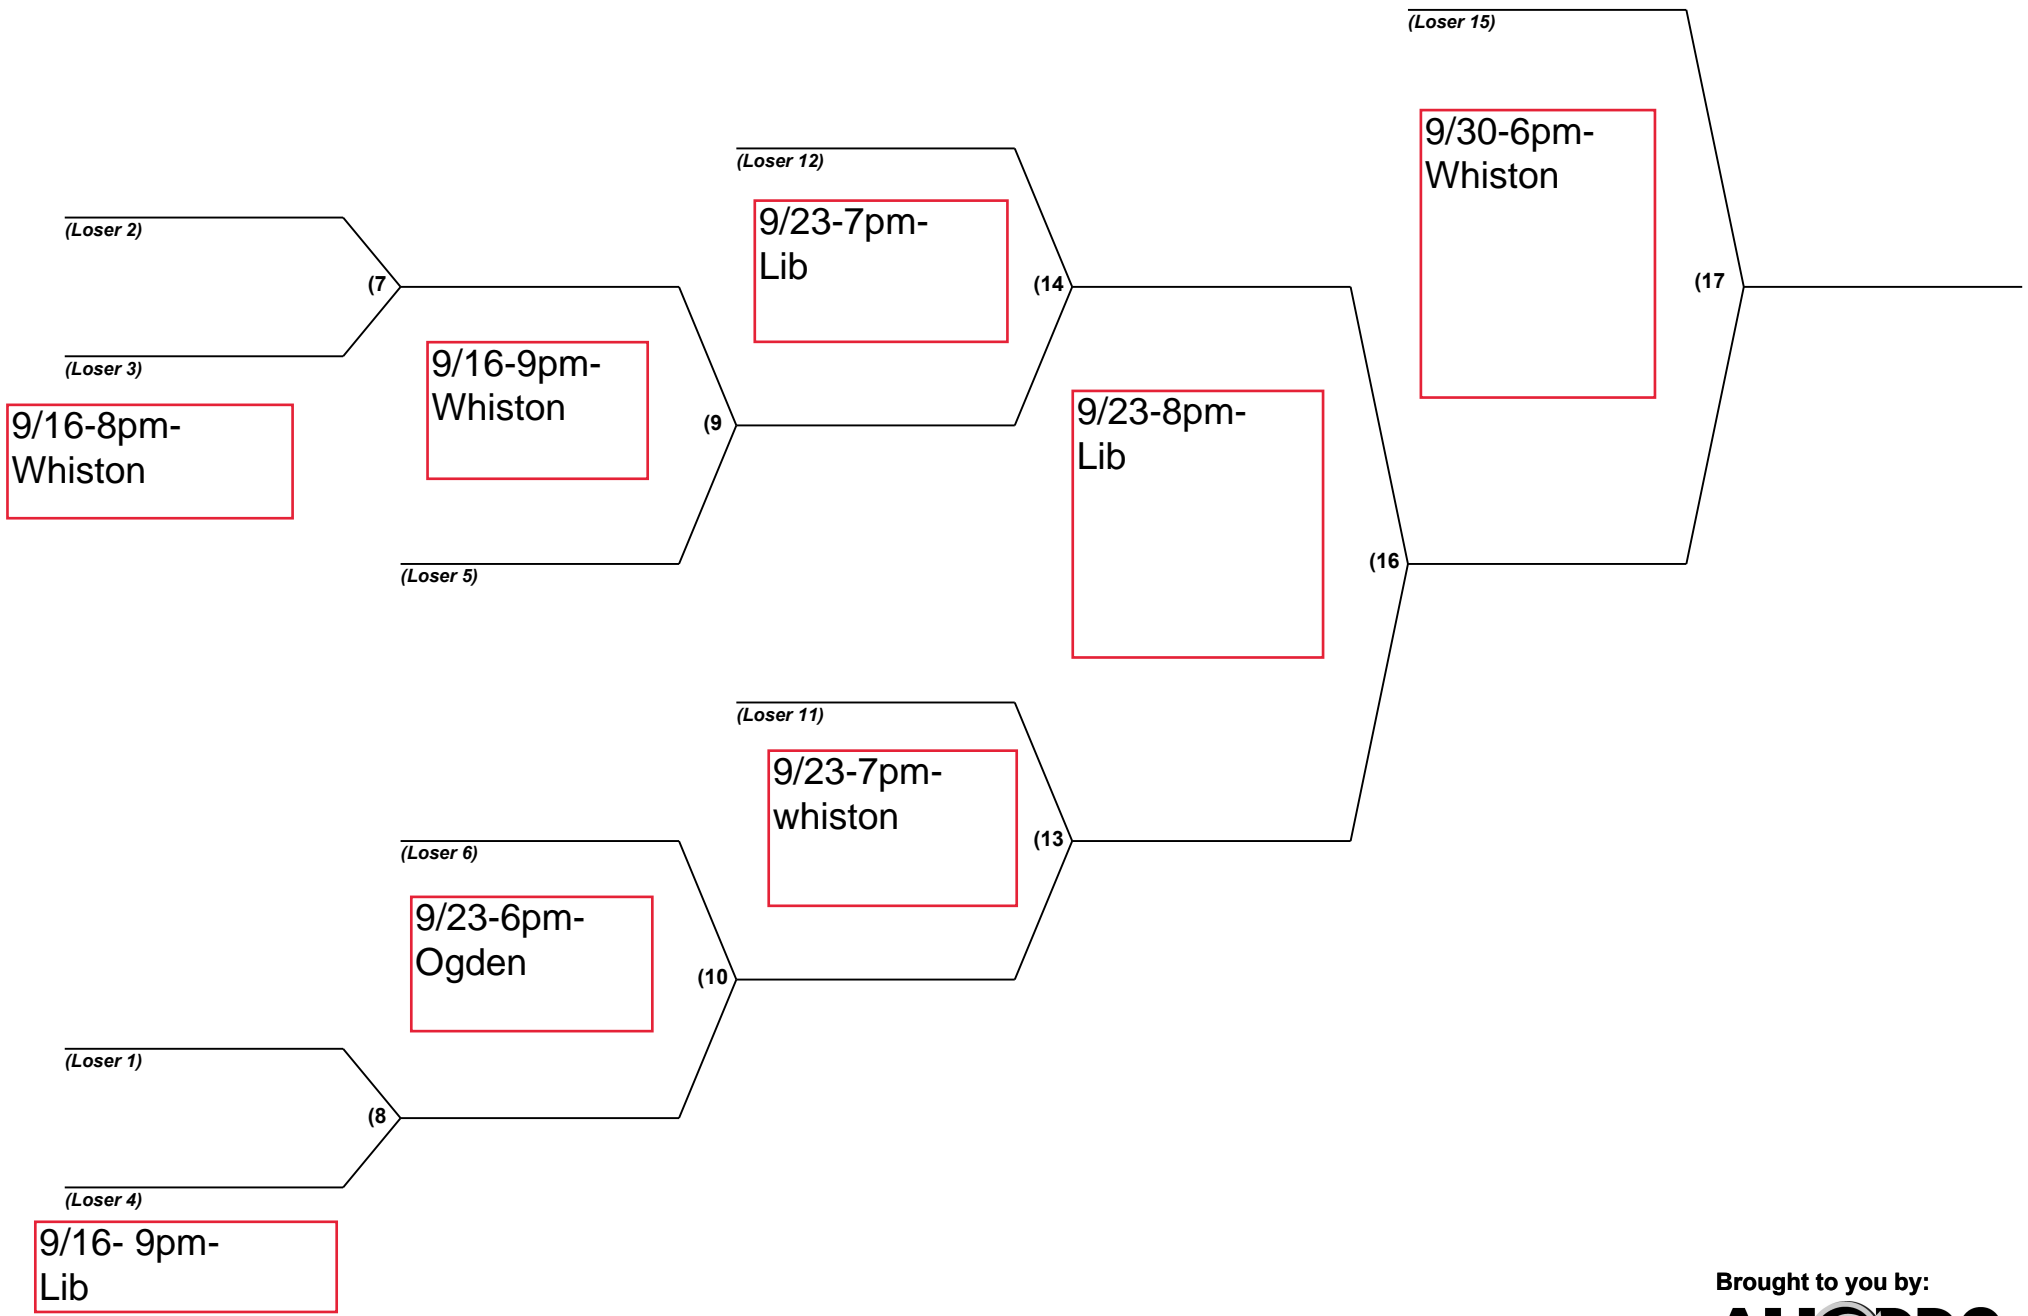 (Loser 15)
9/30-6pm-
Whiston
(Loser 12)
9/23-7pm-
Lib
(Loser 2)
(7
(14
(17
(Loser 3)
9/16-9pm-
Whiston
9/16-8pm-
Whiston
(9
9/23-8pm-
Lib
(Loser 5)
(16
(Loser 11)
9/23-7pm-
whiston
(13
(Loser 6)
9/23-6pm-
Ogden
(10
(Loser 1)
(8
(Loser 4)
9/16- 9pm-
Lib
Brought to you by: